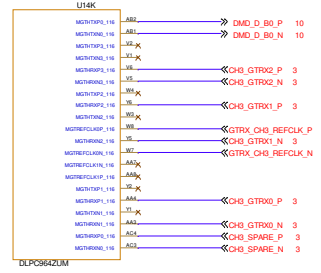 U14K
MGTHTXP0_116 AB2 DMD_D_B0_P 10
MGTHTXN0_116 AB1 DMD_D_B0_N 10
MGTHTXP3_116 V2
MGTHTXN3_116 V1
MGTHRXP3_116 V6 CH3_GTRX2_P 3
MGTHRXN3_116 V5 CH3_GTRX2_N 3
MGTHTXP2_116 W4
MGTHRXP2_116 Y6 CH3_GTRX1_P 3
MGTHTXN2_116 W3
MGTREFCLK0P_116 W8 GTRX_CH3_REFCLK_P
MGTHRXN2_116 Y5 CH3_GTRX1_N 3
MGTREFCLK0N_116 W7 GTRX_CH3_REFCLK_N
MGTREFCLK1N_116 AA7
MGTREFCLK1P_116 AA8
MGTHTXP1_116 Y2
MGTHRXP1_116 AA4 CH3_GTRX0_P 3
MGTHTXN1_116 Y1
MGTHRXN1_116 AA3 CH3_GTRX0_N 3
MGTHRXP0_116 AC4 CH3_SPARE_P 3
MGTHRXN0_116 AC3 CH3_SPARE_N 3
DLPC964ZUM